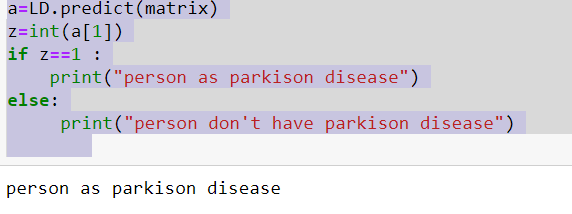 a=LD.predict(matrix)
z=int(a[1])
if z==1 :
    print("person as parkison disease")
else:
     print("person don't have parkison disease")
person as parkison disease